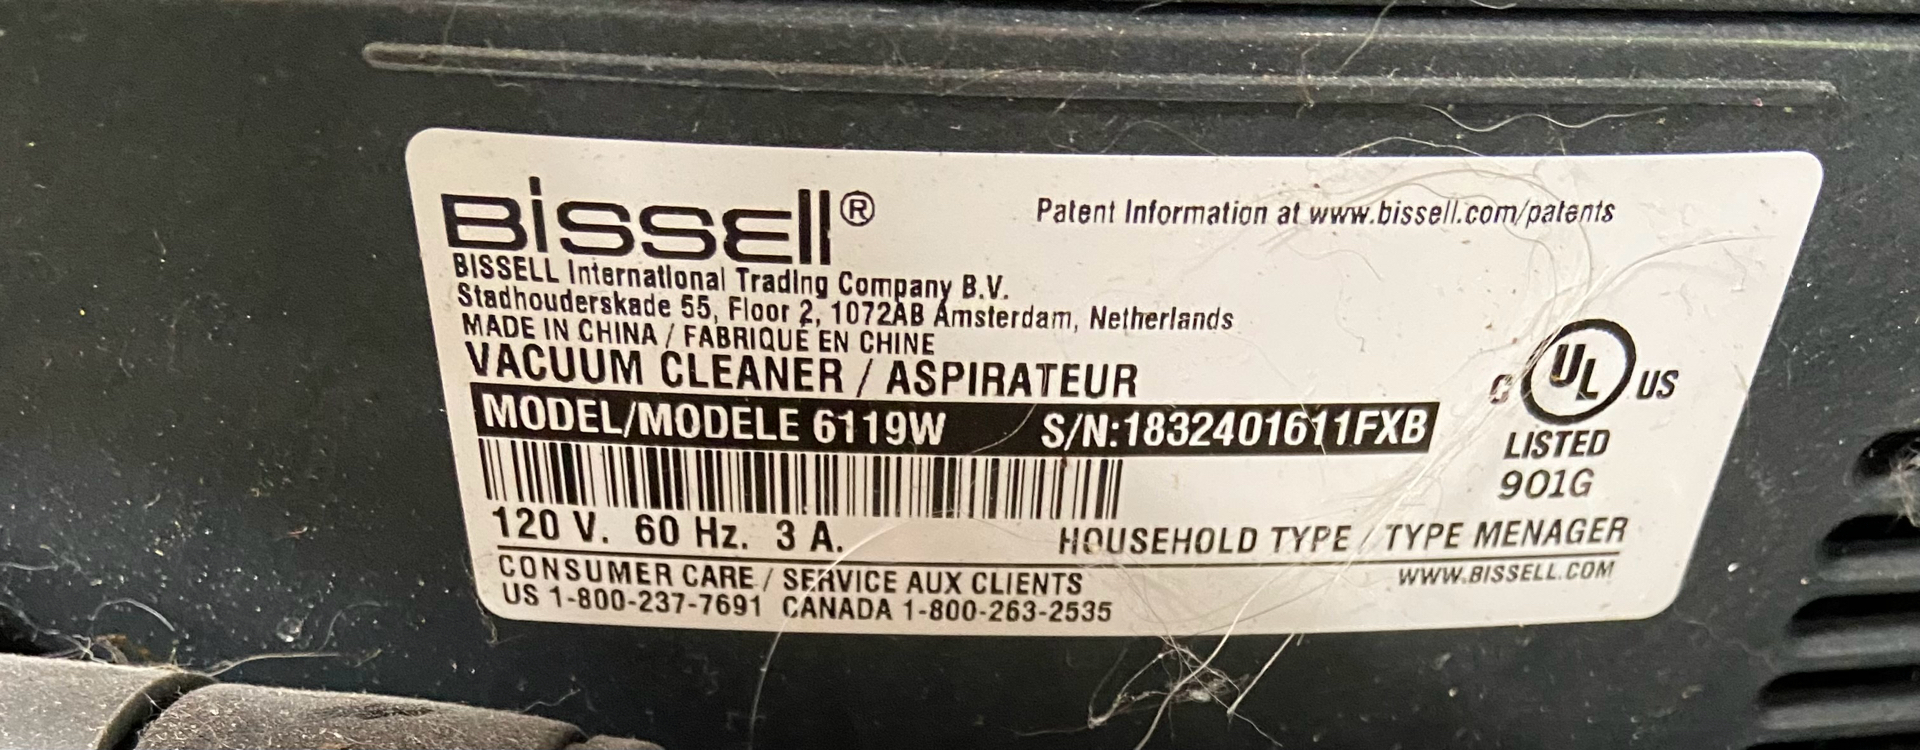 BISSELL®
Patent Information at www.bissell.com/patents
BISSELL International Trading Company B.V.
Stadhouderskade 55, Floor 2, 1072AB Amsterdam, Netherlands
MADE IN CHINA / FABRIQUÉ EN CHINE
VACUUM CLEANER / ASPIRATEUR
MODEL/MODELE 6119W S/N:1832401611FXB
C UL US
LISTED
901G
120 V. 60 Hz. 3 A.
HOUSEHOLD TYPE / TYPE MENAGER
CONSUMER CARE / SERVICE AUX CLIENTS
WWW.BISSELL.COM
US 1-800-237-7691 CANADA 1-800-263-2535